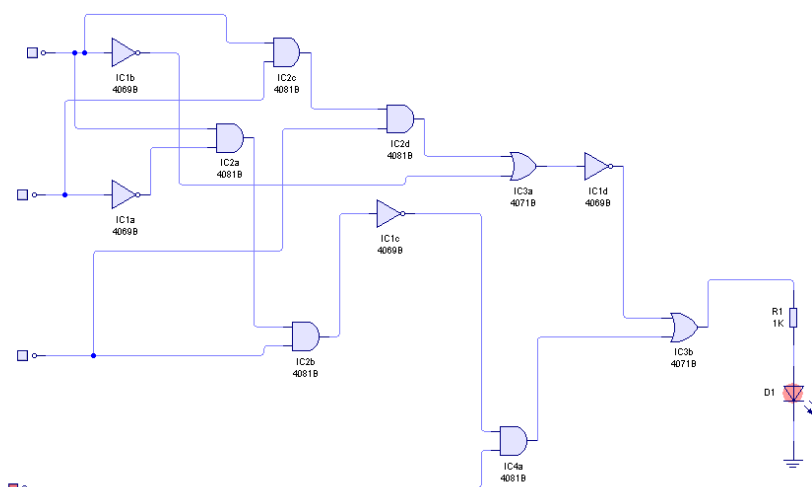 IC1b
4069B
IC2c
4081B
IC2a
4081B
IC2d
4081B
IC1a
4069B
IC3a
4071B
IC1d
4069B
IC1c
4069B
IC2b
4081B
IC3b
4071B
R1
1K
D1
IC4a
4081B